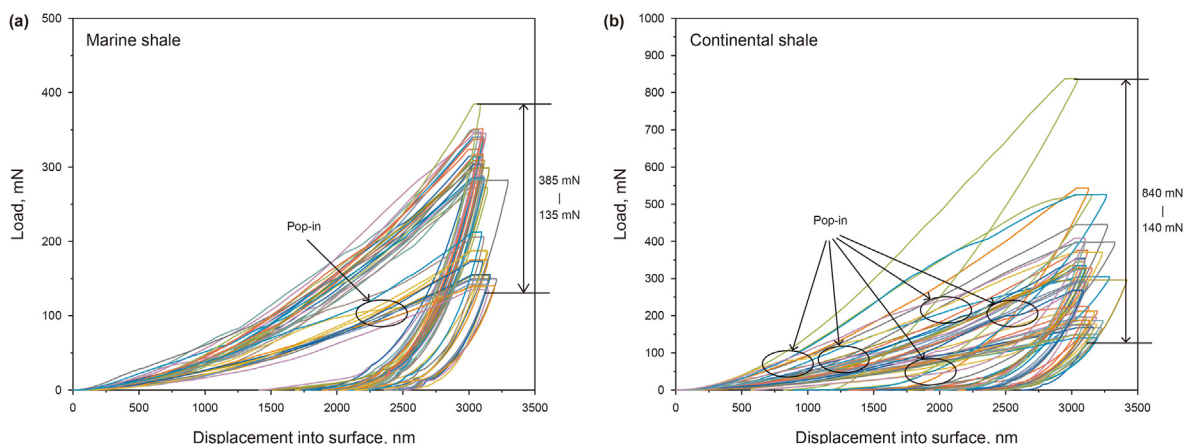 (a)
Marine shale
Load, mN
500
400
300
200
100
0
Pop-in
385 mN
|
135 mN
0 500 1000 1500 2000 2500 3000 3500
Displacement into surface, nm
(b)
Continental shale
Load, mN
1000
900
800
700
600
500
400
300
200
100
0
Pop-in
840 mN
|
140 mN
0 500 1000 1500 2000 2500 3000 3500
Displacement into surface, nm